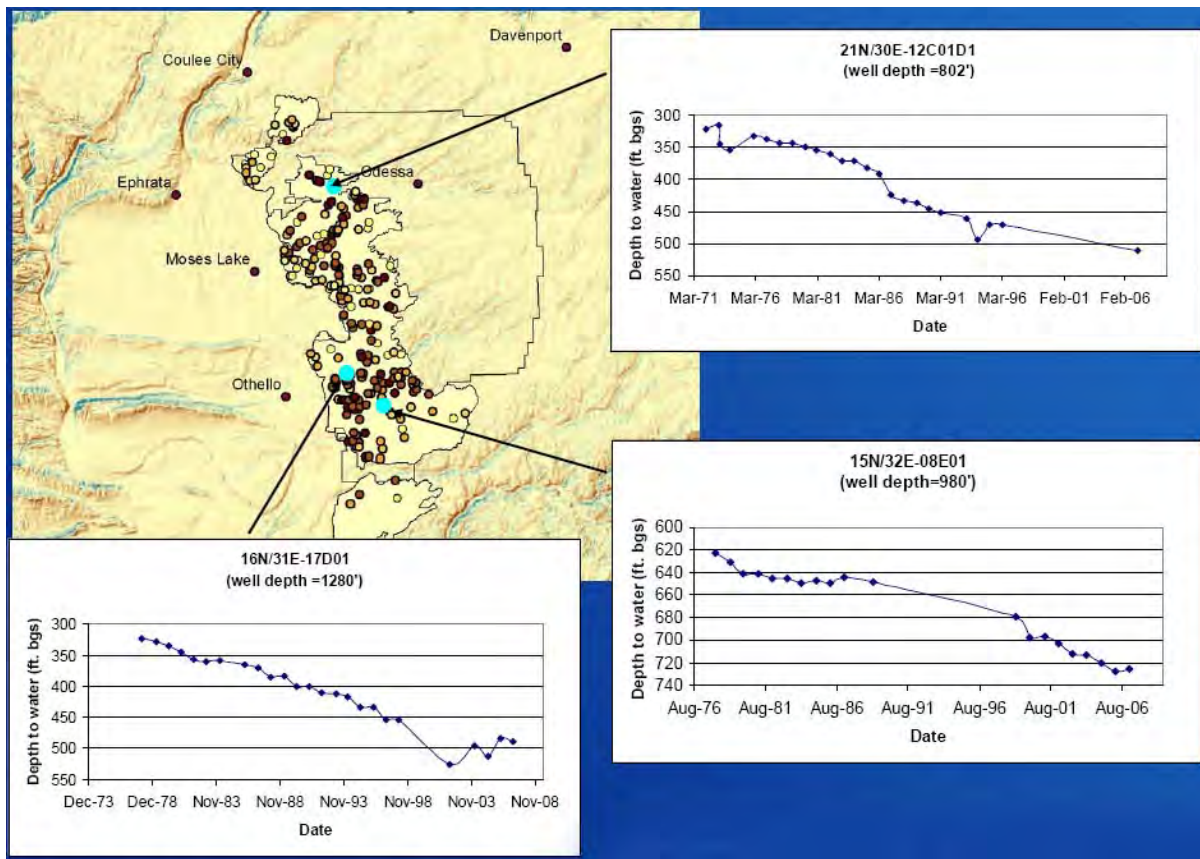 Davenport
Coulee City
Ephrata
Odessa
Moses Lake
Othello
21N/30E-12C01D1
(well depth =802')
Depth to water (ft. bgs)
300
350
400
450
500
550
Mar-71 Mar-76 Mar-81 Mar-86 Mar-91 Mar-96 Feb-01 Feb-06
Date
15N/32E-08E01
(well depth=980')
Depth to water (ft. bgs)
600
620
640
660
680
700
720
740
Aug-76 Aug-81 Aug-86 Aug-91 Aug-96 Aug-01 Aug-06
Date
16N/31E-17D01
(well depth =1280')
Depth to water (ft. bgs)
300
350
400
450
500
550
Dec-73 Dec-78 Nov-83 Nov-88 Nov-93 Nov-98 Nov-03 Nov-08
Date